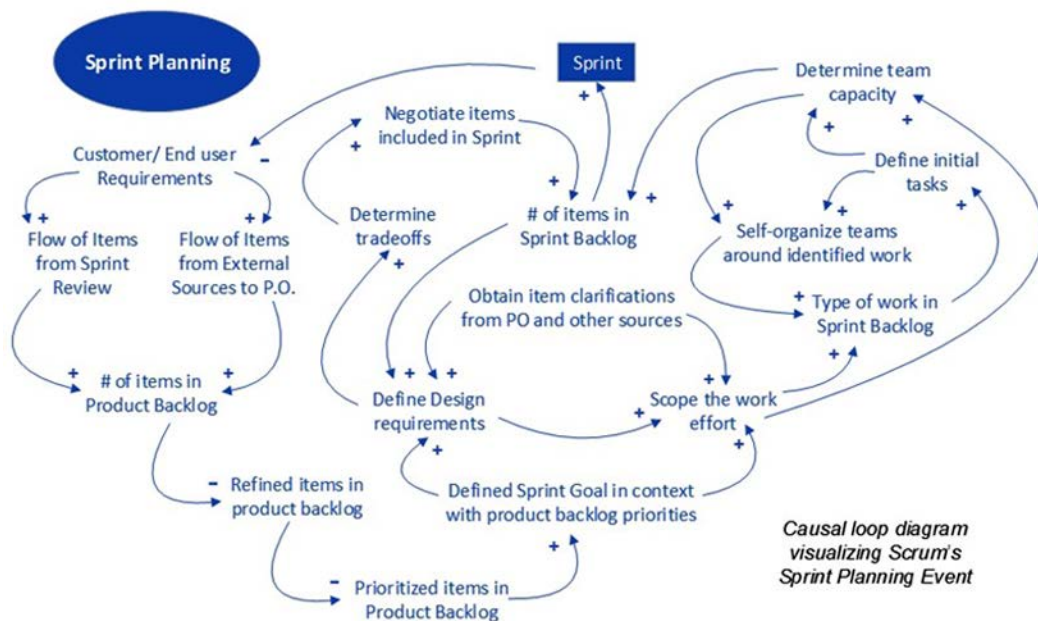 Sprint Planning
Sprint
+
Determine team
capacity
+
+
Negotiate items
included in Sprint
+
Customer/ End user
Requirements
-
Define initial
tasks
+
+
+
Flow of Items
from Sprint
Review
+
Flow of Items
from External
Sources to P.O.
Determine
tradeoffs
+
+
+
# of items in
Sprint Backlog
+
+
Self-organize teams
around identified work
Obtain item clarifications
from PO and other sources
+
Type of work in
Sprint Backlog
+
+
# of items in
Product Backlog
+
+
+
Define Design
requirements
+
+
+
Scope the work
effort
+
-
Refined items in
product backlog
Defined Sprint Goal in context
with product backlog priorities
+
-
Prioritized items in
Product Backlog
Causal loop diagram
visualizing Scrum's
Sprint Planning Event